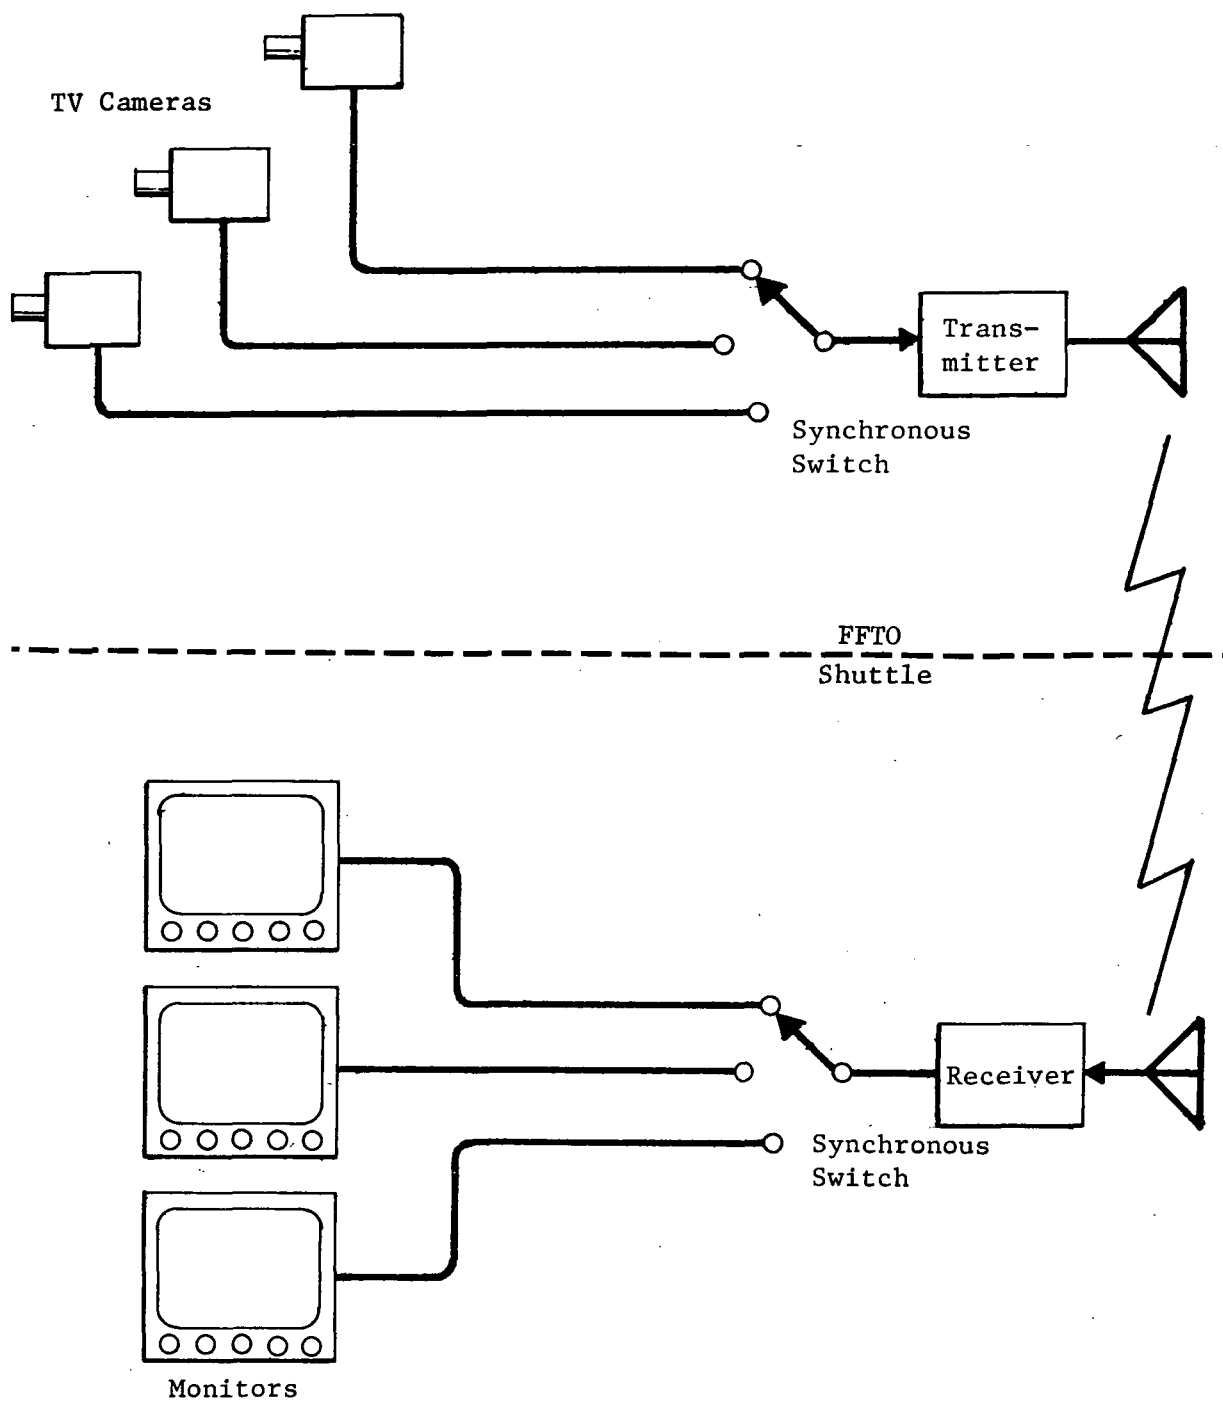 TV Cameras
Trans-
mitter
Synchronous
Switch
FFTO
Shuttle
Receiver
Synchronous
Switch
Monitors